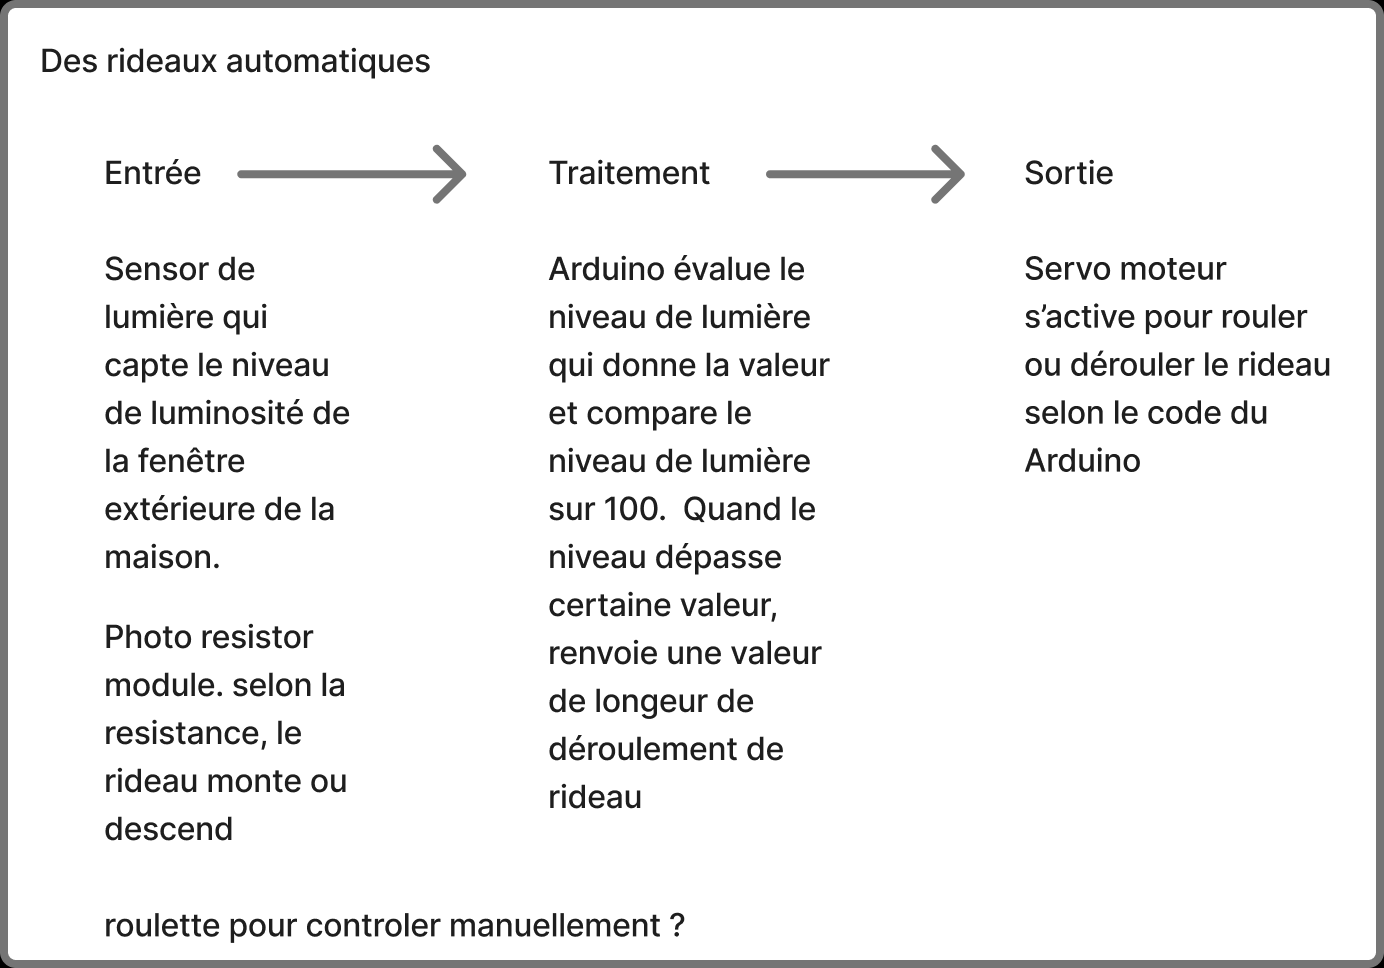 Des rideaux automatiques
Entrée
Traitement
Sortie
Sensor de
lumière qui
capte le niveau
de luminosité de
la fenêtre
extérieure de la
maison.
Photo resistor
module. selon la
resistance, le
rideau monte ou
descend
Arduino évalue le
niveau de lumière
qui donne la valeur
et compare le
niveau de lumière
sur 100.  Quand le
niveau dépasse
certaine valeur,
renvoie une valeur
de longeur de
déroulement de
rideau
Servo moteur
s’active pour rouler
ou dérouler le rideau
selon le code du
Arduino
roulette pour controler manuellement ?